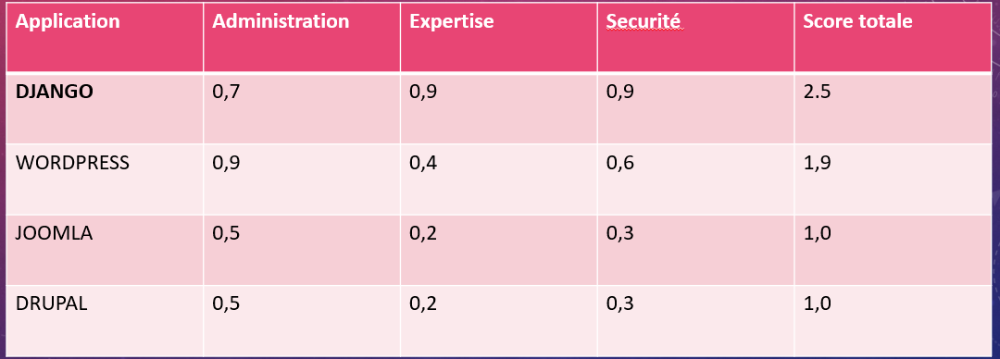 Application Administration Expertise Securité Score totale
DJANGO 0,7 0,9 0,9 2.5
WORDPRESS 0,9 0,4 0,6 1,9
JOOMLA 0,5 0,2 0,3 1,0
DRUPAL 0,5 0,2 0,3 1,0